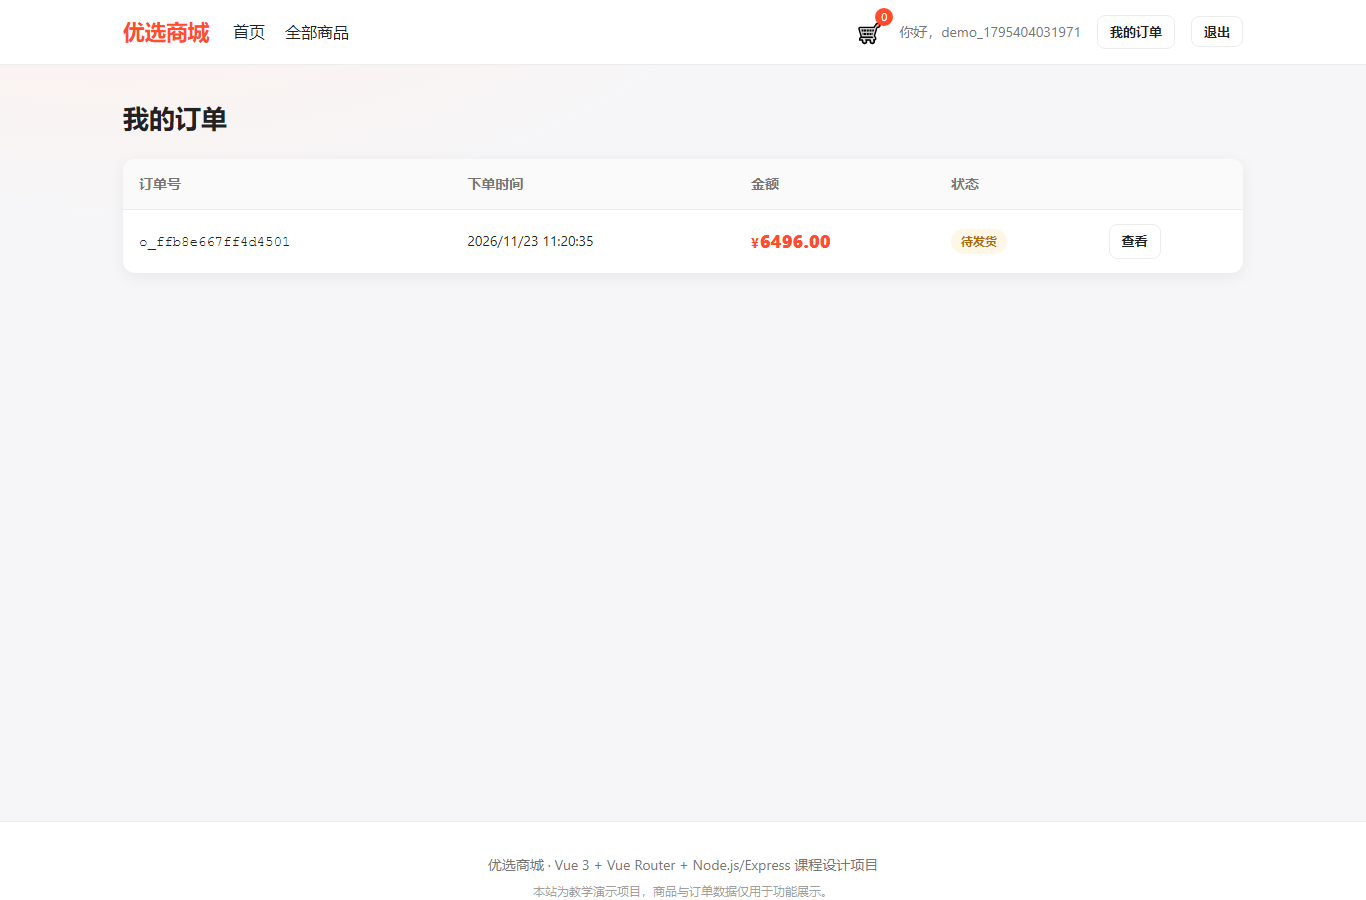 优选商城 首页 全部商品 0 你好，demo_1795404031971 我的订单 退出
我的订单
订单号 下单时间 金额 状态
o_ffb8e667ff4d4501 2026/11/23 11:20:35 ¥6496.00 待发货 查看
优选商城 · Vue 3 + Vue Router + Node.js/Express 课程设计项目
本站为教学演示项目，商品与订单数据仅用于功能展示。